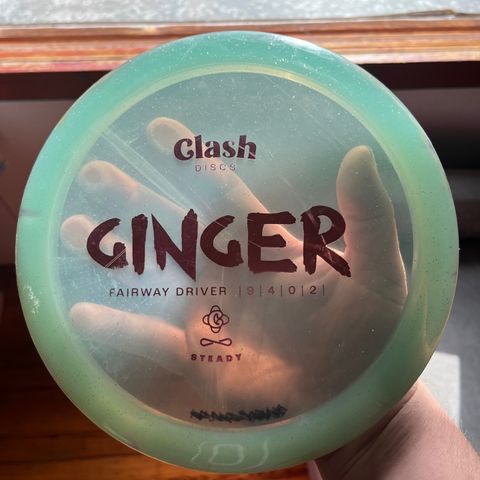 Clash
DISCS
GINGER
FAIRWAY DRIVER |9|4|0|2|
STEADY